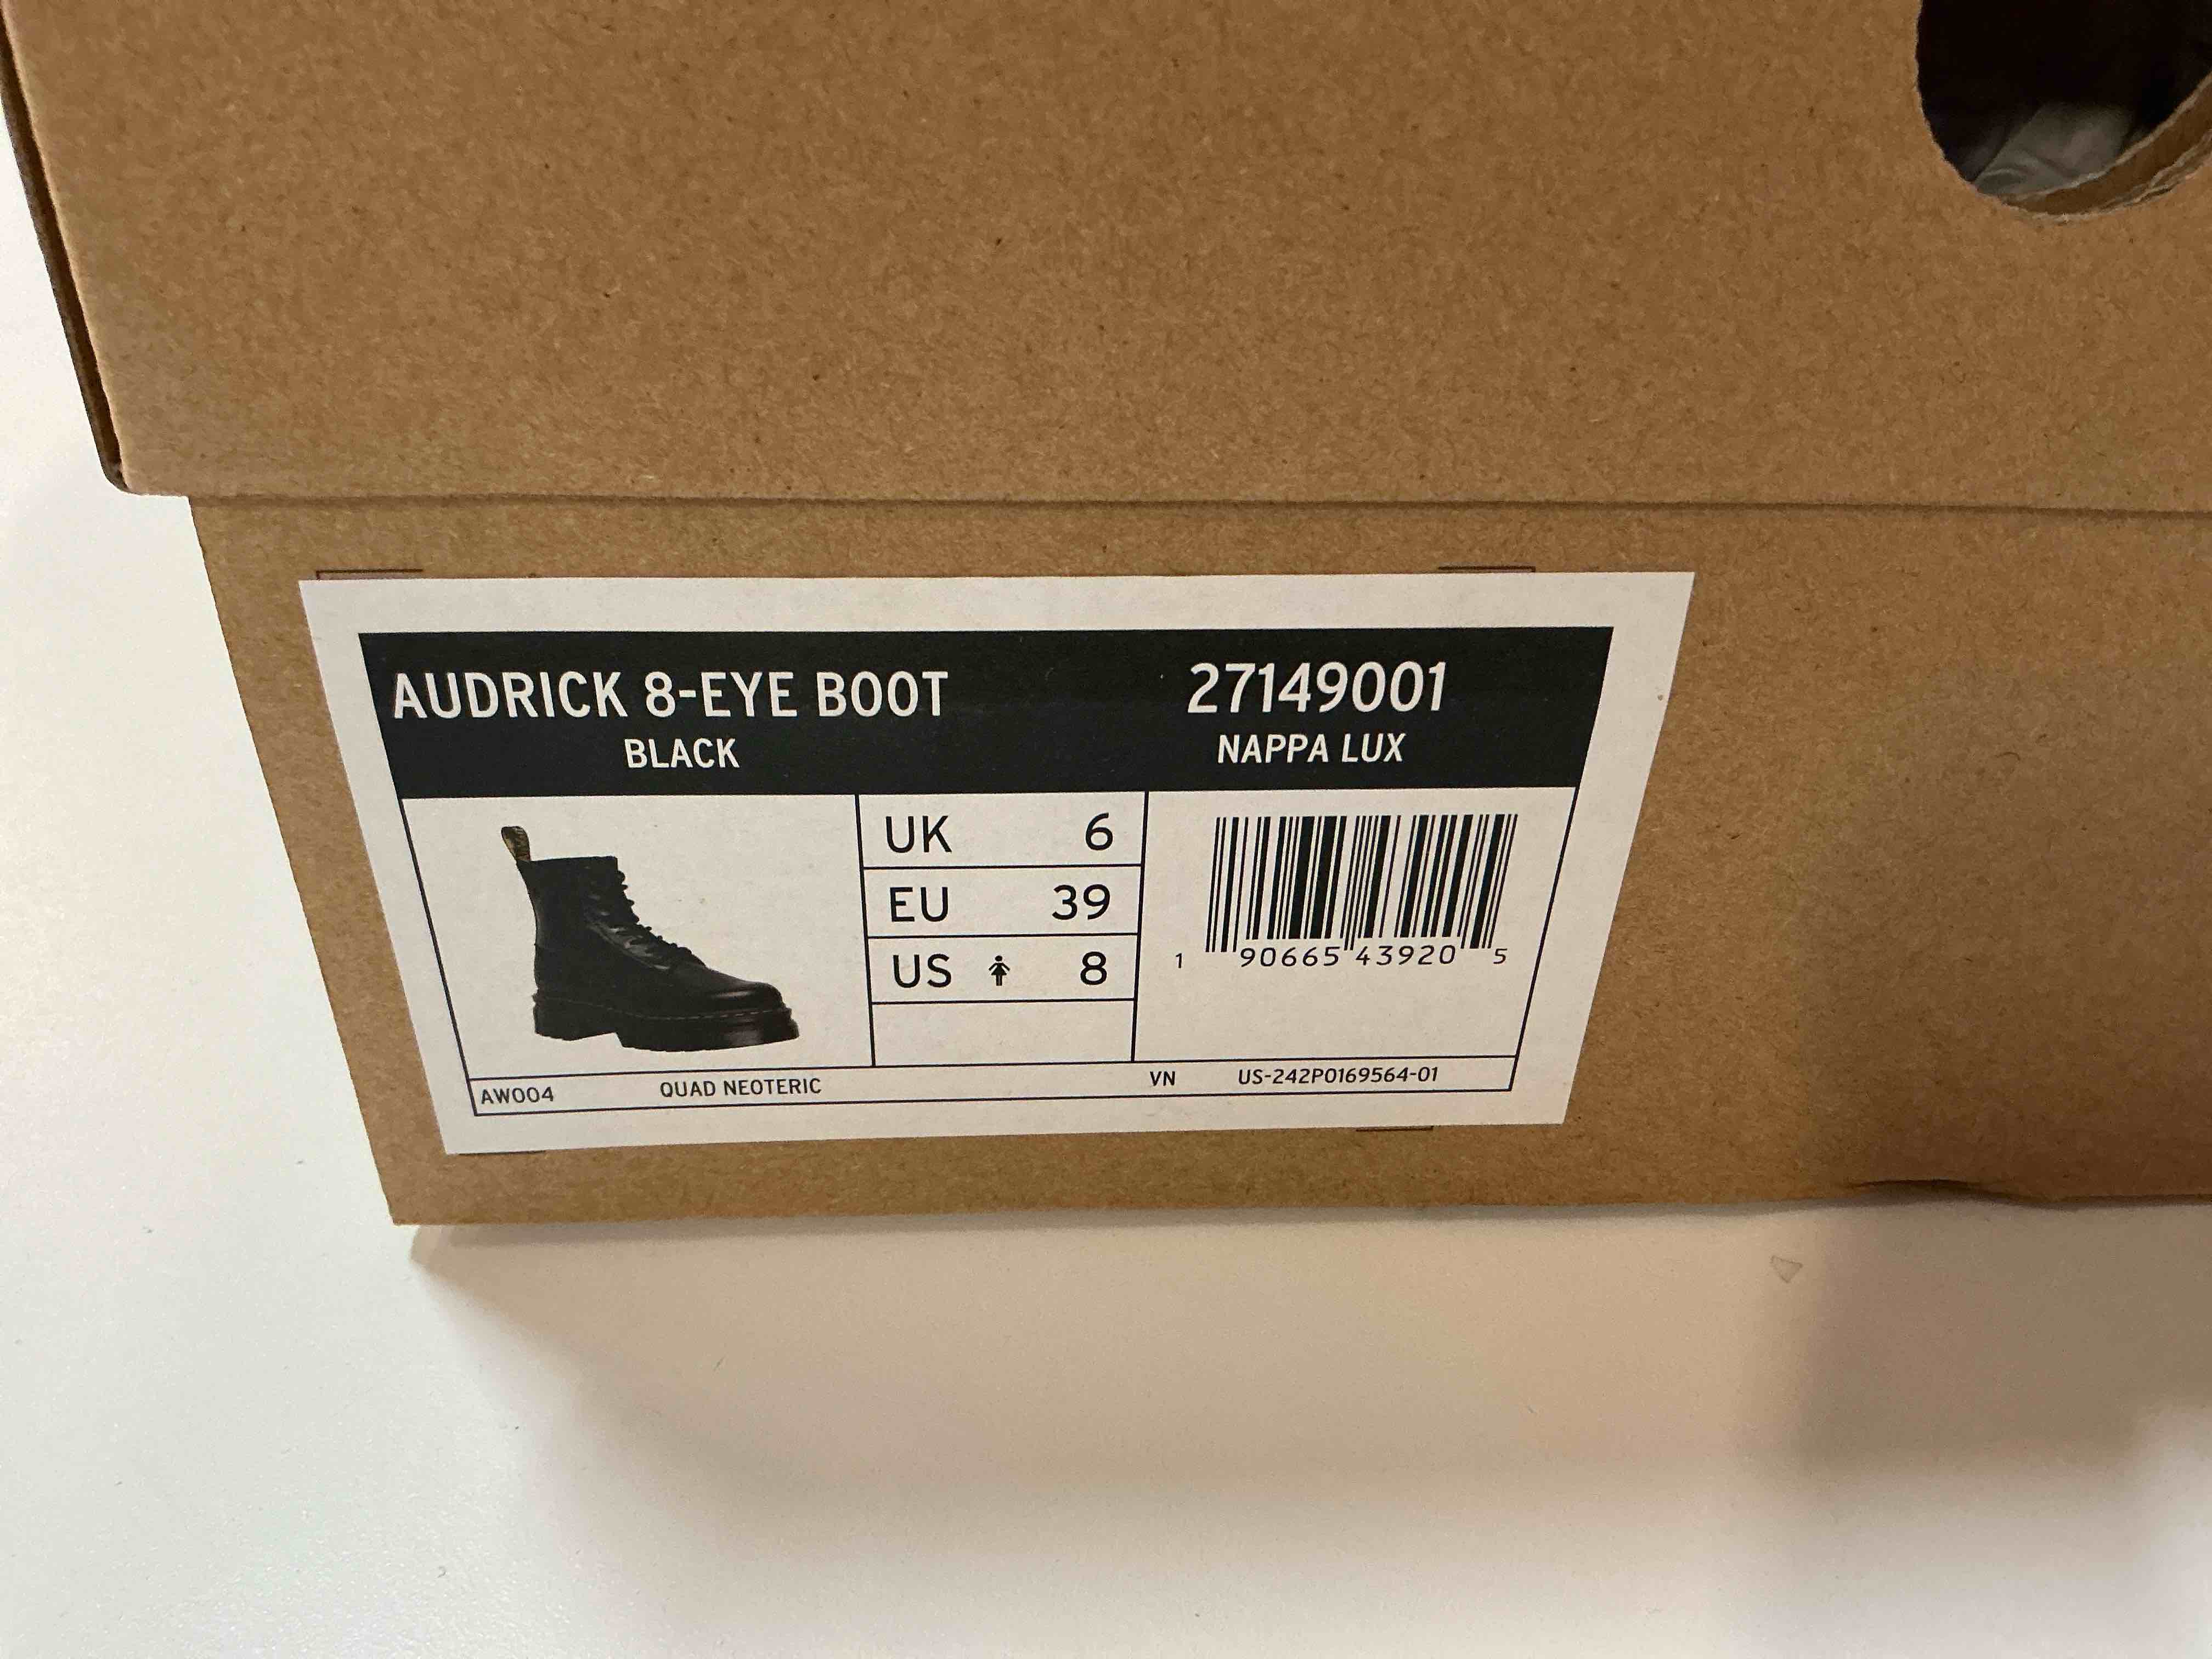 AUDRICK 8-EYE BOOT 27149001
BLACK NAPPA LUX
UK 6
EU 39
US 8
1 90665 43920 5
AW004 QUAD NEOTERIC VN US-242P0169564-01